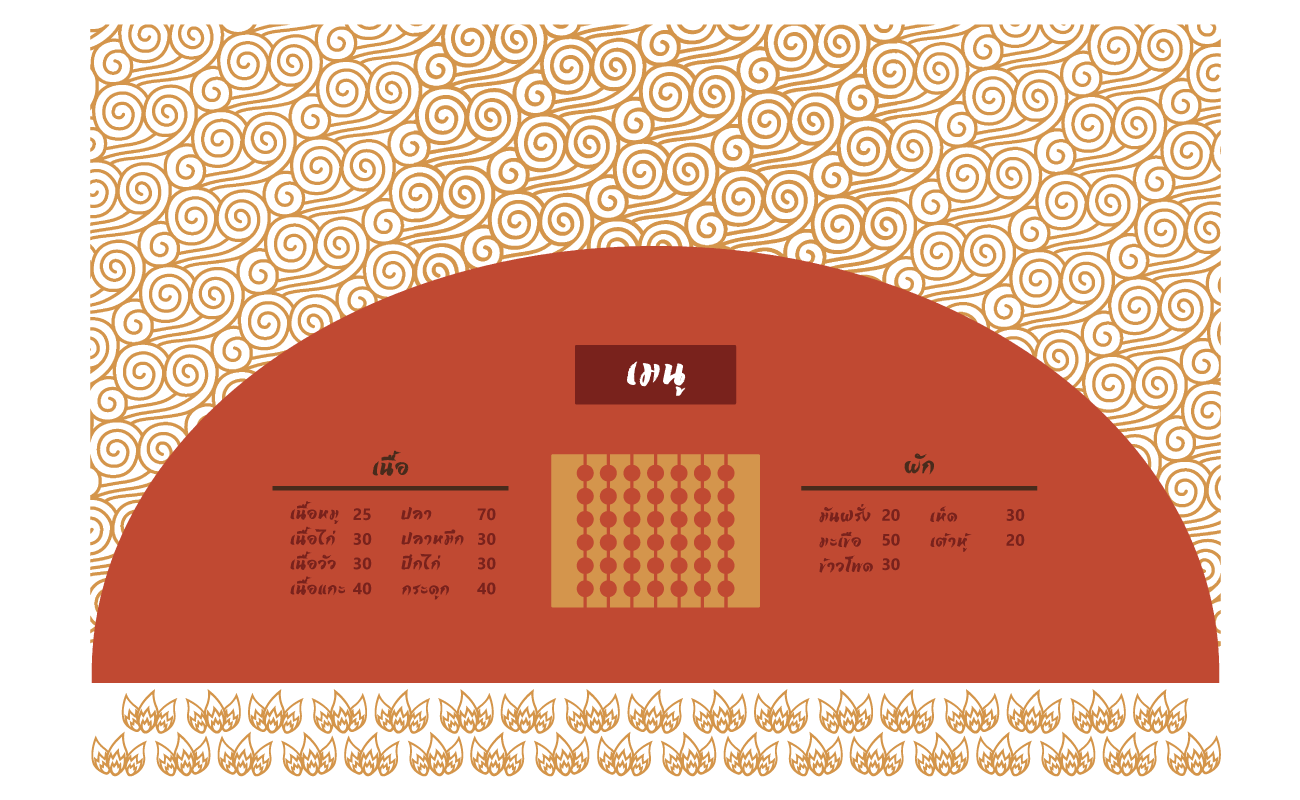 เมนู
เนื้อ
เนื้อหมู 25 ปลา 70
เนื้อไก่ 30 ปลาหมึก 30
เนื้อวัว 30 ปีกไก่ 30
เนื้อแกะ 40 กระดูก 40
ผัก
มันฝรั่ง 20 เห็ด 30
มะเขือ 50 เต้าหู้ 20
ข้าวโพด 30